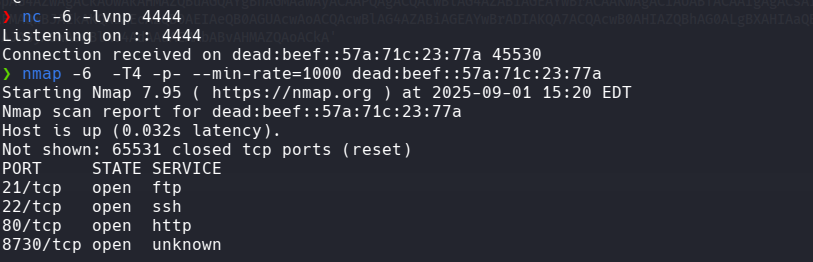 ❯ nc -6 -lvnp 4444
Listening on :: 4444
Connection received on dead:beef::57a:71c:23:77a 45530
❯ nmap -6  -T4 -p- --min-rate=1000 dead:beef::57a:71c:23:77a
Starting Nmap 7.95 ( https://nmap.org ) at 2025-09-01 15:20 EDT
Nmap scan report for dead:beef::57a:71c:23:77a
Host is up (0.032s latency).
Not shown: 65531 closed tcp ports (reset)
PORT     STATE SERVICE
21/tcp   open  ftp
22/tcp   open  ssh
80/tcp   open  http
8730/tcp open  unknown